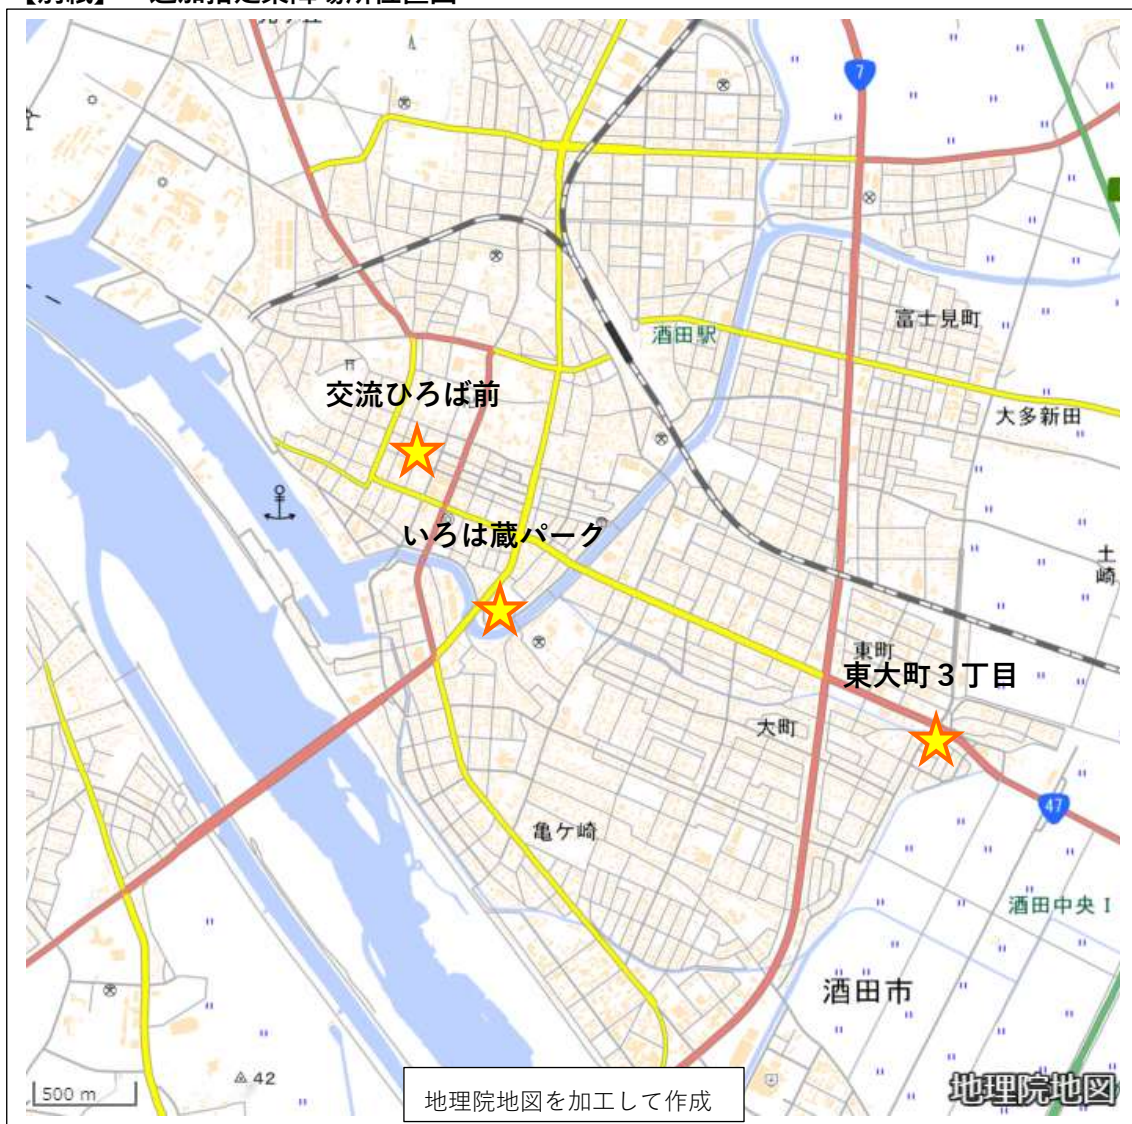 7
酒田駅
富士見町
交流ひろば前
大多新田
いろは蔵パーク
土崎
東町
東大町３丁目
大町
47
亀ケ崎
酒田中央I
酒田市
42
500 m
地理院地図を加工して作成
地理院地図